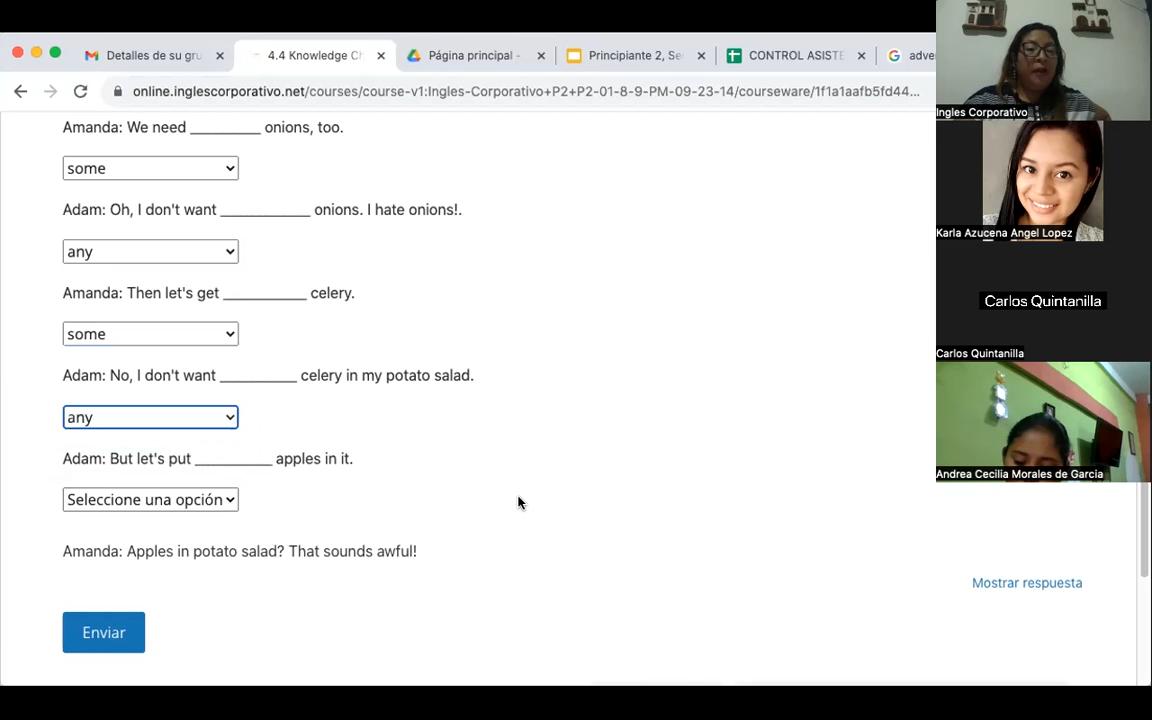 Detalles de su gru
4.4 Knowledge Ch
Página principal -
Principiante 2, Se
CONTROL ASISTE
adve
online.inglescorporativo.net/courses/course-v1:Ingles-Corporativo+P2+P2-01-8-9-PM-09-23-14/courseware/1f1a1aafb5fd44...
Amanda: We need _________ onions, too.
some
Adam: Oh, I don't want ____________ onions. I hate onions!.
any
Amanda: Then let's get ___________ celery.
some
Adam: No, I don't want __________ celery in my potato salad.
any
Adam: But let's put __________ apples in it.
Seleccione una opción
Amanda: Apples in potato salad? That sounds awful!
Mostrar respuesta
Enviar
Ingles Corporativo
Karla Azucena Angel Lopez
Carlos Quintanilla
Carlos Quintanilla
Andrea Cecilia Morales de Garcia